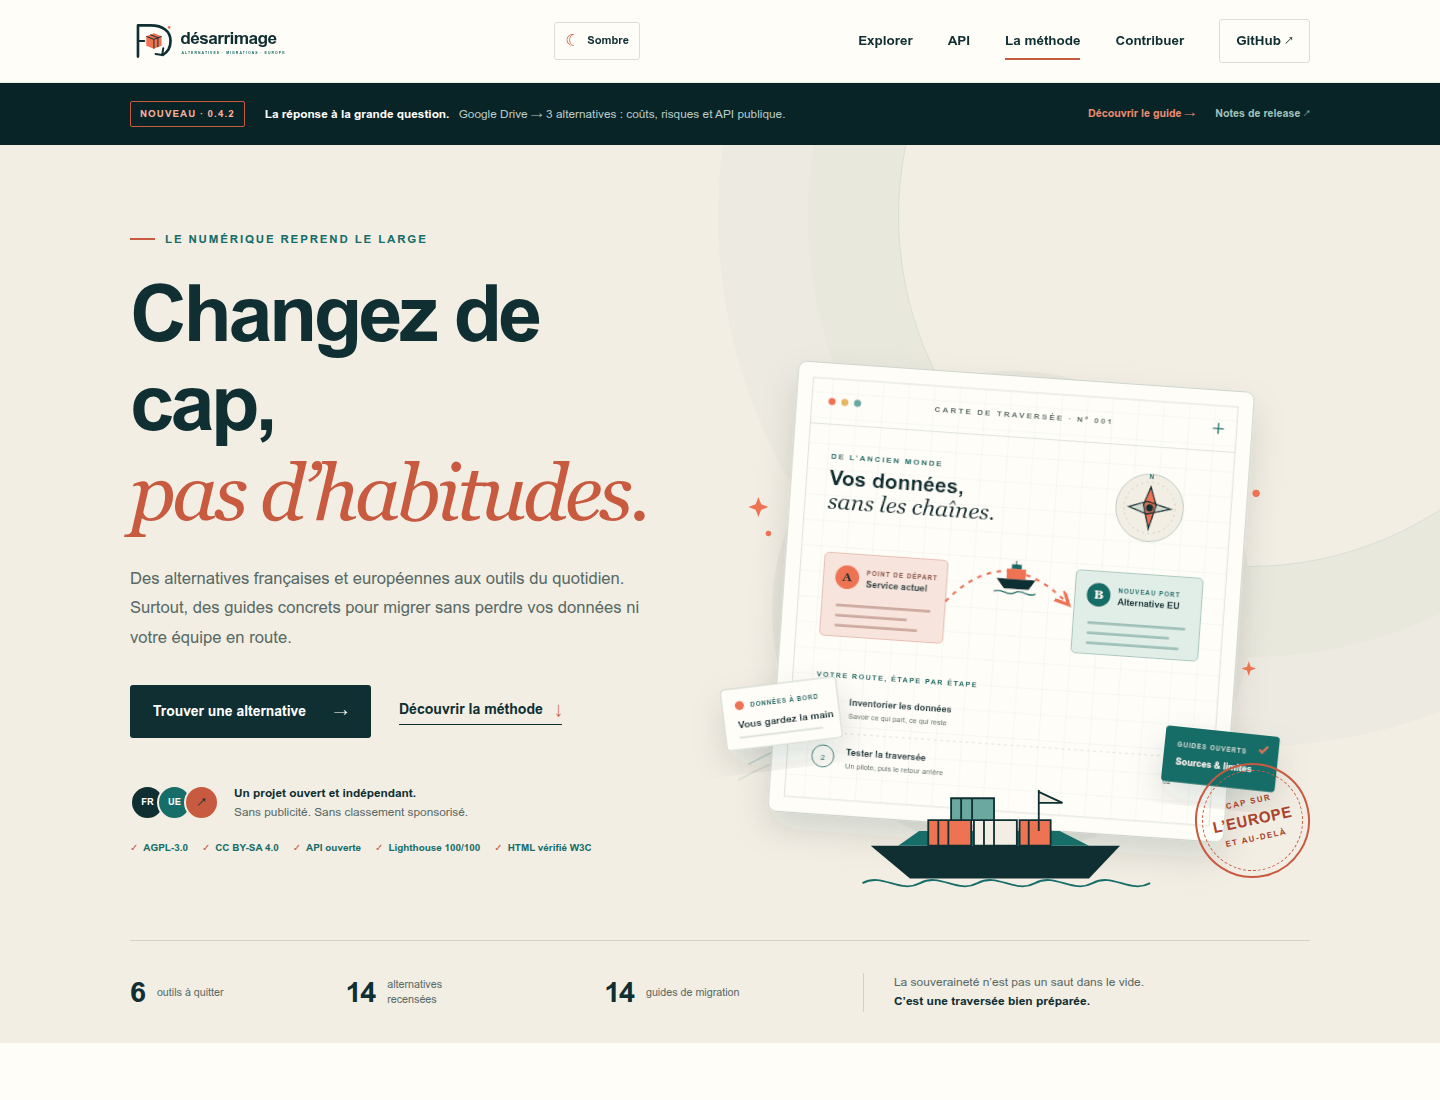 désarrimage
ALTERNATIVES · MIGRATIONS · EUROPE
☾ Sombre
Explorer
API
La méthode
Contribuer
GitHub ↗
NOUVEAU · 0.4.2
La réponse à la grande question. Google Drive → 3 alternatives : coûts, risques et API publique.
Découvrir le guide →
Notes de release ↗
LE NUMÉRIQUE REPREND LE LARGE
Changez de
cap,
pas d’habitudes.
Des alternatives françaises et européennes aux outils du quotidien.
Surtout, des guides concrets pour migrer sans perdre vos données ni
votre équipe en route.
Trouver une alternative →
Découvrir la méthode ↓
FR
UE
↗
Un projet ouvert et indépendant.
Sans publicité. Sans classement sponsorisé.
✓ AGPL-3.0
✓ CC BY-SA 4.0
✓ API ouverte
✓ Lighthouse 100/100
✓ HTML vérifié W3C
CARTE DE TRAVERSÉE · N° 001
DE L'ANCIEN MONDE
Vos données,
sans les chaînes.
N
A
POINT DE DÉPART
Service actuel
B
NOUVEAU PORT
Alternative EU
VOTRE ROUTE, ÉTAPE PAR ÉTAPE
Inventorier les données
Savoir ce qui part, ce qui reste
2
Tester la traversée
Un pilote, puis le retour arrière
DONNÉES À BORD
Vous gardez la main
GUIDES OUVERTS
Sources & limites
CAP SUR
L’EUROPE
ET AU-DELÀ
6 outils à quitter
14 alternatives
recensées
14 guides de migration
La souveraineté n’est pas un saut dans le vide.
C’est une traversée bien préparée.